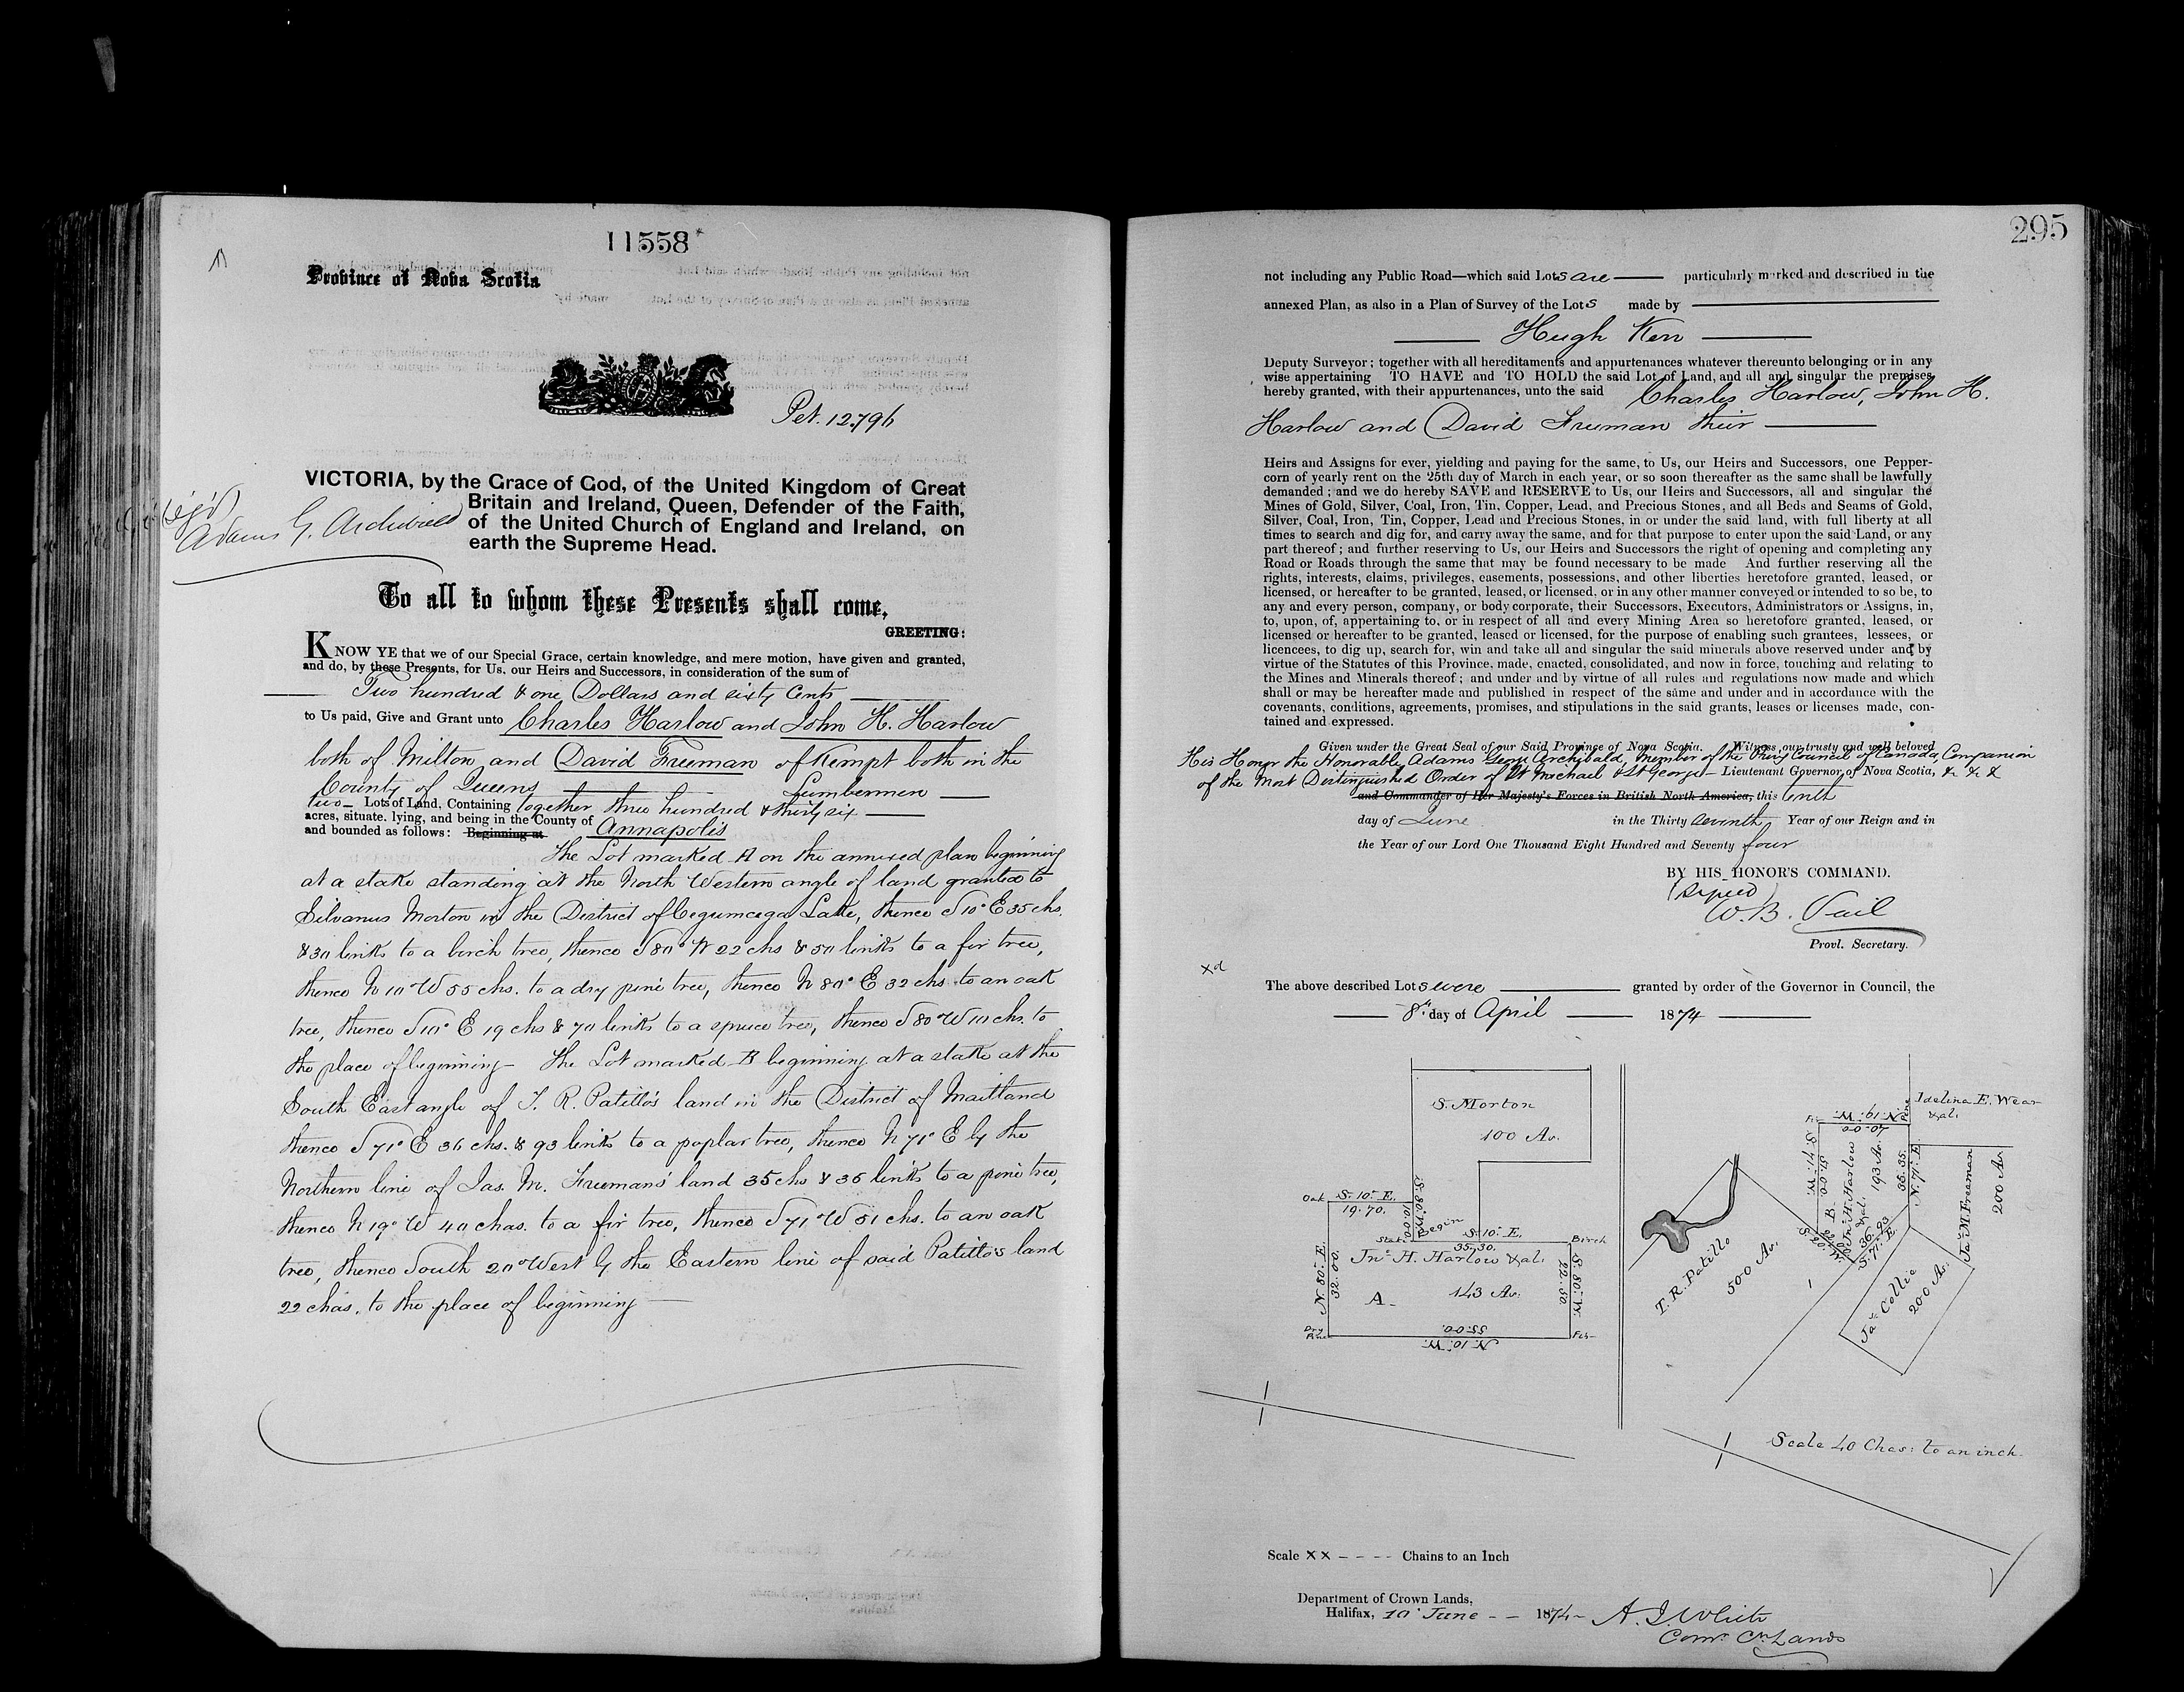 11558
Province of Nova Scotia
Pet. 12,796
VICTORIA, by the Grace of God, of the United Kingdom of Great
Britain and Ireland, Queen, Defender of the Faith,
of the United Church of England and Ireland, on
earth the Supreme Head.
Adams G. Archibald
To all to whom these Presents shall come,
GREETING:
KNOW YE that we of our Special Grace, certain knowledge, and mere motion, have given and granted,
and do, by these Presents, for Us, our Heirs and Successors, in consideration of the sum of
Two hundred & one Dollars and sixty Cents
to Us paid, Give and Grant unto Charles Harlow and John H. Harlow
both of Milton and David Freeman of Kempt both in the
County of Queens Lumbermen
two Lots of Land, Containing together three hundred & thirty six
acres, situate. lying, and being in the County of Annapolis
and bounded as follows: Beginning at
The Lot marked A on the annexed plan beginning
at a stake standing at the North Western angle of land granted to
Silvanus Morton in the District of Cegumcega Lake, thence S 10° E 35 chs.
& 30 links to a birch tree, thence S 80° W 22 chs & 50 links to a fir tree,
thence N 10° W 55 chs. to a dry pine tree, thence N 80° E 32 chs. to an oak
tree, thence S 10° E 19 chs & 70 links to a spruce tree, thence S 80° W 10 chs. to
the place of beginning — The Lot marked B beginning at a stake at the
South East angle of T. R. Patillo's land in the District of Maitland
thence S 71° E 36 chs. & 93 links to a poplar tree, thence N 71° E by the
Northern line of Jas. M. Freeman's land 35 chs & 35 links to a pine tree,
thence N 19° W 40 chas. to a fir tree, thence S 71° W 51 chs. to an oak
tree, thence South 20° West by the Eastern line of said Patillo's land
22 chas. to the place of beginning —
295
not including any Public Road—which said Lots are particularly marked and described in the
annexed Plan, as also in a Plan of Survey of the Lots made by
Hugh Kerr
Deputy Surveyor; together with all hereditaments and appurtenances whatever thereunto belonging or in any
wise appertaining TO HAVE and TO HOLD the said Lot of Land, and all and singular the premises
hereby granted, with their appurtenances, unto the said Charles Harlow, John H.
Harlow and David Freeman their
Heirs and Assigns for ever, yielding and paying for the same, to Us, our Heirs and Successors, one Pepper-
corn of yearly rent on the 25th day of March in each year, or so soon thereafter as the same shall be lawfully
demanded; and we do hereby SAVE and RESERVE to Us, our Heirs and Successors, all and singular the
Mines of Gold, Silver, Coal, Iron, Tin, Copper, Lead, and Precious Stones, and all Beds and Seams of Gold,
Silver, Coal, Iron, Tin, Copper, Lead and Precious Stones, in or under the said land, with full liberty at all
times to search and dig for, and carry away the same, and for that purpose to enter upon the said Land, or any
part thereof; and further reserving to Us, our Heirs and Successors the right of opening and completing any
Road or Roads through the same that may be found necessary to be made And further reserving all the
rights, interests, claims, privileges, easements, possessions, and other liberties heretofore granted, leased, or
licensed, or hereafter to be granted, leased, or licensed, or in any other manner conveyed or intended to so be, to
any and every person, company, or body corporate, their Successors, Executors, Administrators or Assigns, in,
to, upon, of, appertaining to, or in respect of all and every Mining Area so heretofore granted, leased, or
licensed or hereafter to be granted, leased or licensed, for the purpose of enabling such grantees, lessees, or
licencees, to dig up, search for, win and take all and singular the said minerals above reserved under and by
virtue of the Statutes of this Province, made, enacted, consolidated, and now in force, touching and relating to
the Mines and Minerals thereof; and under and by virtue of all rules and regulations now made and which
shall or may be hereafter made and published in respect of the same and under and in accordance with the
covenants, conditions, agreements, promises, and stipulations in the said grants, leases or licenses made, con-
tained and expressed.
Given under the Great Seal of our Said Province of Nova Scotia. Witness our trusty and well beloved
His Honor the Honorable Adams George Archibald, Member of the Privy Council of Canada, Companion
of the Most Distinguished Order of St Michael & St George — Lieutenant Governor of Nova Scotia, &c &c &c
and Commander of Her Majesty's Forces in British North America, this tenth
day of June in the Thirty seventh Year of our Reign and in
the Year of our Lord One Thousand Eight Hundred and Seventy four
BY HIS HONOR'S COMMAND.
(Signed)
W. B. Vail
Provl. Secretary.
xd
The above described Lots were granted by order of the Governor in Council, the
8th day of April 1874
S. Morton
100 Ac.
Oak
S. 10° E.
19.70.
S. 80° W.
10.00
Begin
Stake
S. 10° E.
35.30.
Birch
Jno H. Harlow & al.
N. 80° E.
32.00.
A.
143 Ac.
S. 80° W.
22.50
Dry Pine
55.00.
N. 10° W.
Fir
Idelina E. Wear
& al.
Fir
N. 19° W.
40.00
Pine
S. 71° W.
51.00
B.
Jno H. Harlow
& al.
193 Ac.
35.35.
N. 71° E.
36.93
S. 71° E.
T. R. Patillo
500 Ac.
Jas M. Freeman
200 Ac.
Jas Collie
200 Ac.
Scale 40 Chas: to an inch.
Scale x x - - - - Chains to an Inch
Department of Crown Lands,
Halifax, 10th June - - 1874 - A. J. White
Comr. Cn Lands